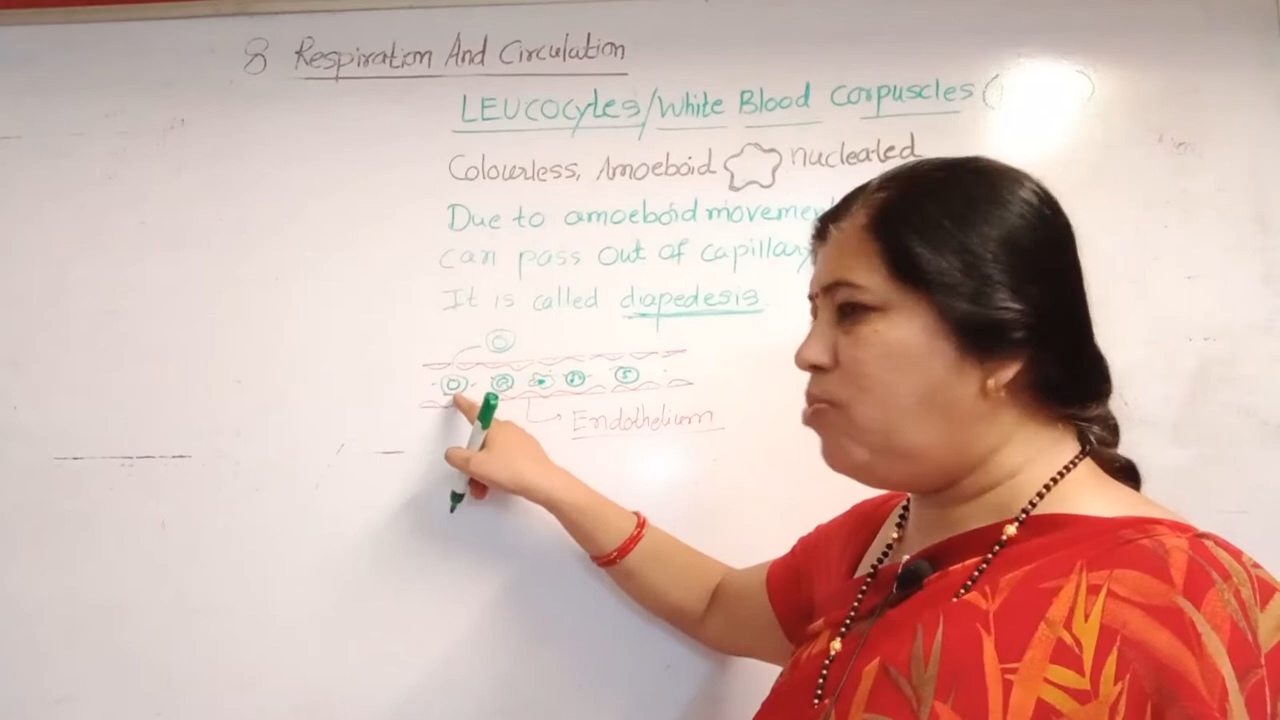 8 Respiration And Circulation
LEUCOCYTES/White Blood Corpuscles (
Colourless, Amoeboid nucleated
Due to amoeboid movemen
can pass out of capillary
It is called diapedesis
Endothelium